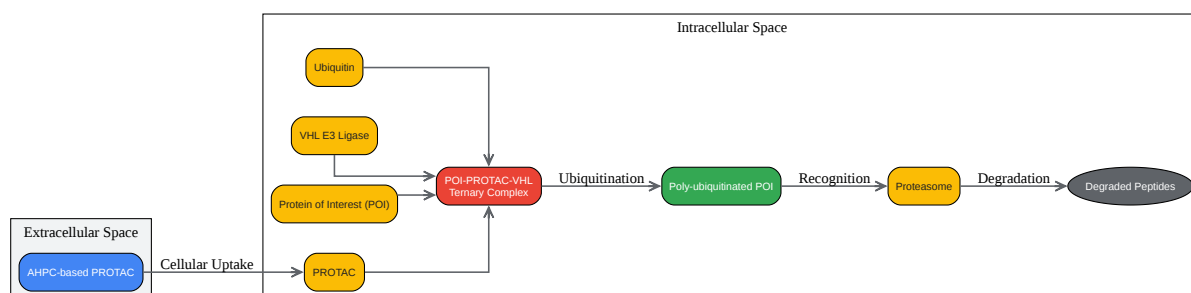 Intracellular Space
Ubiquitin
VHL E3 Ligase
POI-PROTAC-VHL
Ternary Complex
Ubiquitination
Poly-ubiquitinated POI
Recognition
Proteasome
Degradation
Degraded Peptides
Protein of Interest (POI)
Extracellular Space
AHPC-based PROTAC
Cellular Uptake
PROTAC